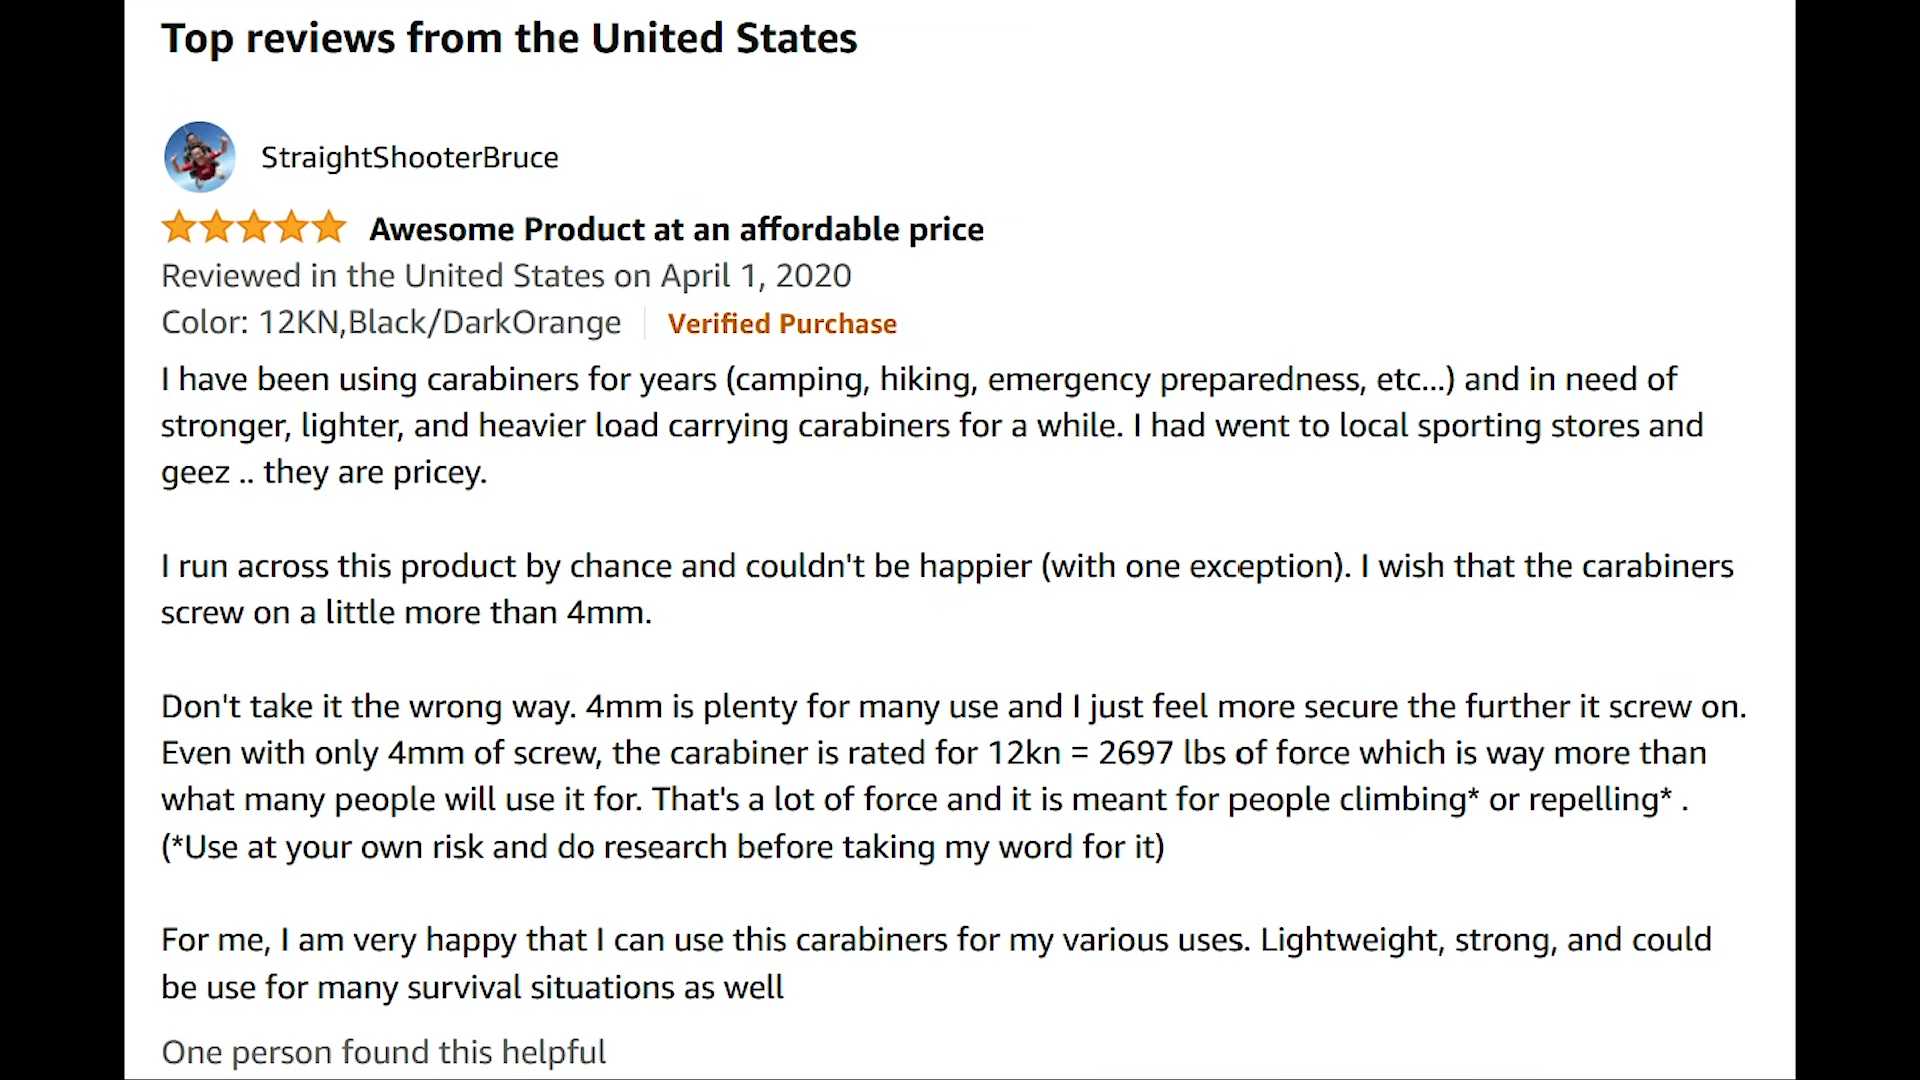 Top reviews from the United States
StraightShooterBruce
Awesome Product at an affordable price
Reviewed in the United States on April 1, 2020
Color: 12KN,Black/DarkOrange Verified Purchase
I have been using carabiners for years (camping, hiking, emergency preparedness, etc...) and in need of
stronger, lighter, and heavier load carrying carabiners for a while. I had went to local sporting stores and
geez .. they are pricey.
I run across this product by chance and couldn't be happier (with one exception). I wish that the carabiners
screw on a little more than 4mm.
Don't take it the wrong way. 4mm is plenty for many use and I just feel more secure the further it screw on.
Even with only 4mm of screw, the carabiner is rated for 12kn = 2697 lbs of force which is way more than
what many people will use it for. That's a lot of force and it is meant for people climbing* or repelling* .
(*Use at your own risk and do research before taking my word for it)
For me, I am very happy that I can use this carabiners for my various uses. Lightweight, strong, and could
be use for many survival situations as well
One person found this helpful